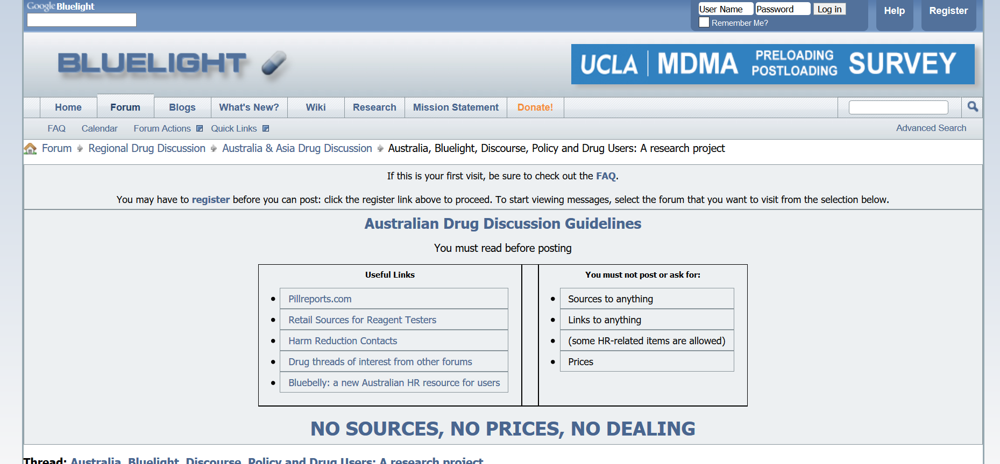 Google Bluelight
User Name Password Log in
Remember Me?
Help
Register
BLUELIGHT
UCLA | MDMA PRELOADING POSTLOADING SURVEY
Home Forum Blogs What's New? Wiki Research Mission Statement Donate!
FAQ Calendar Forum Actions Quick Links Advanced Search
Forum Regional Drug Discussion Australia & Asia Drug Discussion Australia, Bluelight, Discourse, Policy and Drug Users: A research project
If this is your first visit, be sure to check out the FAQ.
You may have to register before you can post: click the register link above to proceed. To start viewing messages, select the forum that you want to visit from the selection below.
Australian Drug Discussion Guidelines
You must read before posting
Useful Links
Pillreports.com
Retail Sources for Reagent Testers
Harm Reduction Contacts
Drug threads of interest from other forums
Bluebelly: a new Australian HR resource for users
You must not post or ask for:
Sources to anything
Links to anything
(some HR-related items are allowed)
Prices
NO SOURCES, NO PRICES, NO DEALING
Thread: Australia, Bluelight, Discourse, Policy and Drug Users: A research project